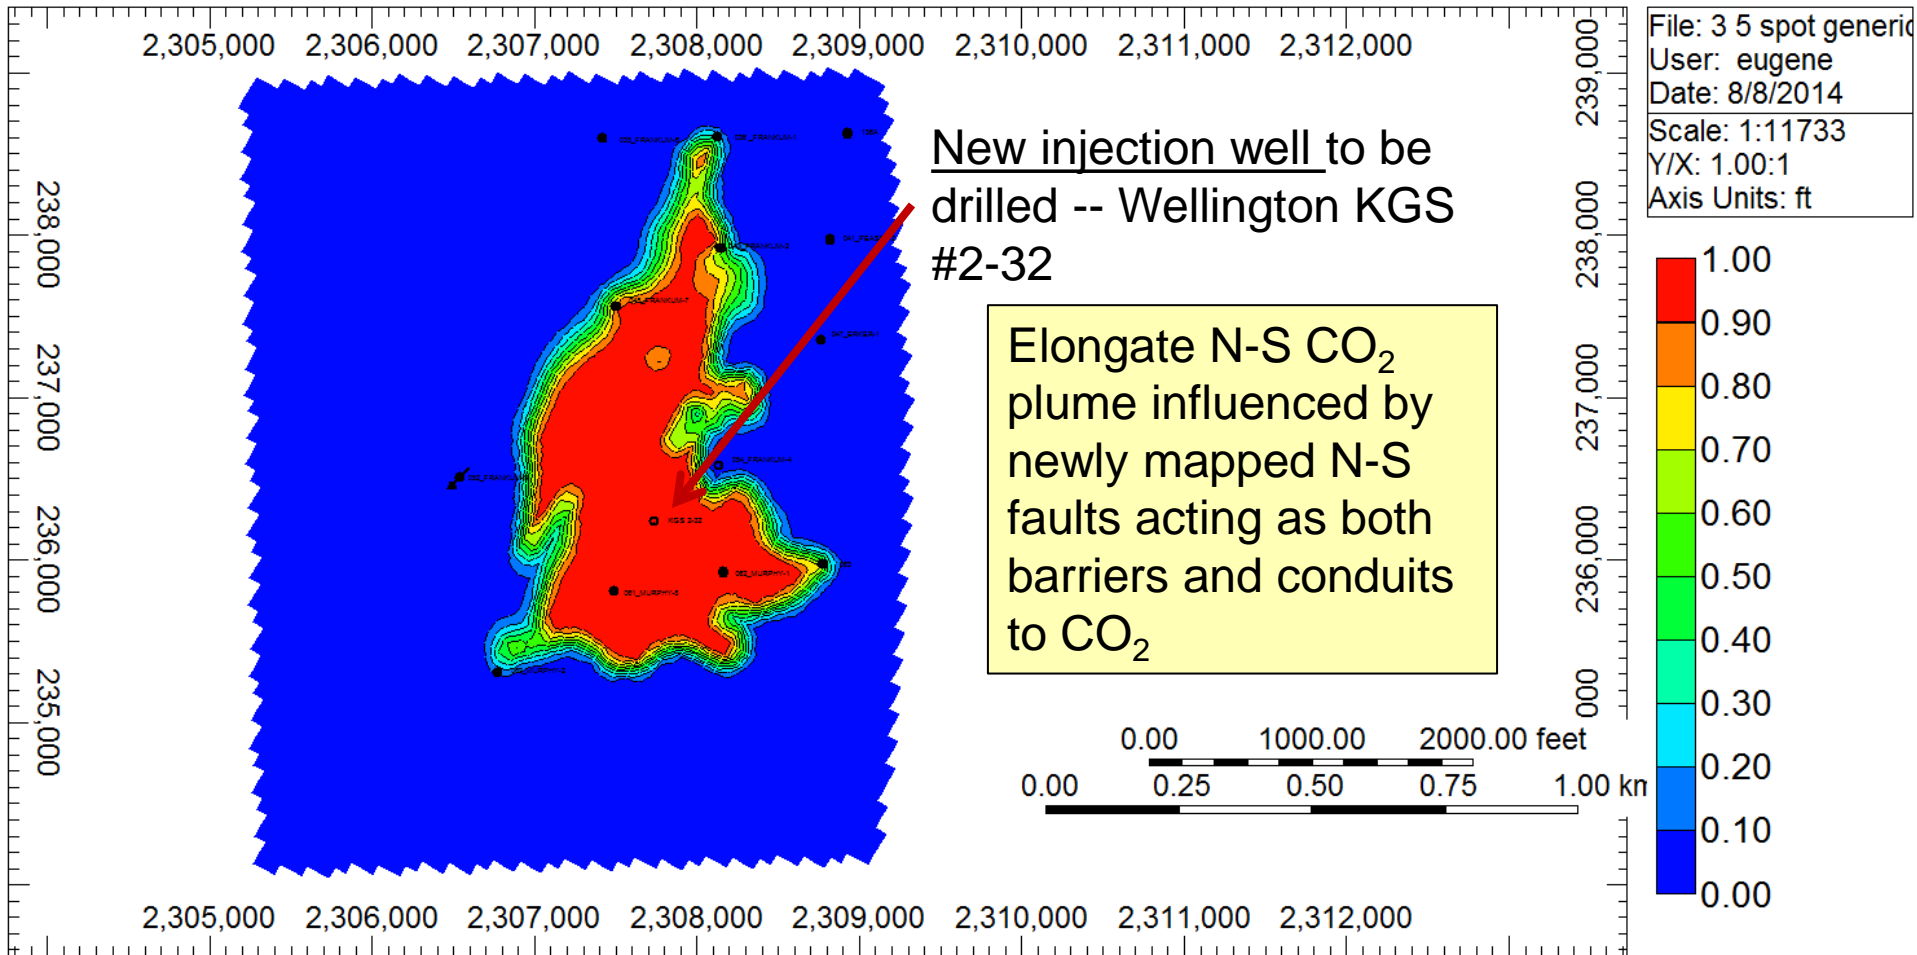 2,305,000 2,306,000 2,307,000 2,308,000 2,309,000 2,310,000 2,311,000 2,312,000
File: 3 5 spot generic
User: eugene
Date: 8/8/2014
Scale: 1:11733
Y/X: 1.00:1
Axis Units: ft
239,000
238,000
237,000
236,000
000
238,000
237,000
236,000
235,000
New injection well to be
drilled -- Wellington KGS
#2-32
Elongate N-S CO2
plume influenced by
newly mapped N-S
faults acting as both
barriers and conduits
to CO2
KGS 2-32
062_MURPHY-1
1.00
0.90
0.80
0.70
0.60
0.50
0.40
0.30
0.20
0.10
0.00
0.00 1000.00 2000.00 feet
0.00 0.25 0.50 0.75 1.00 km
2,305,000 2,306,000 2,307,000 2,308,000 2,309,000 2,310,000 2,311,000 2,312,000